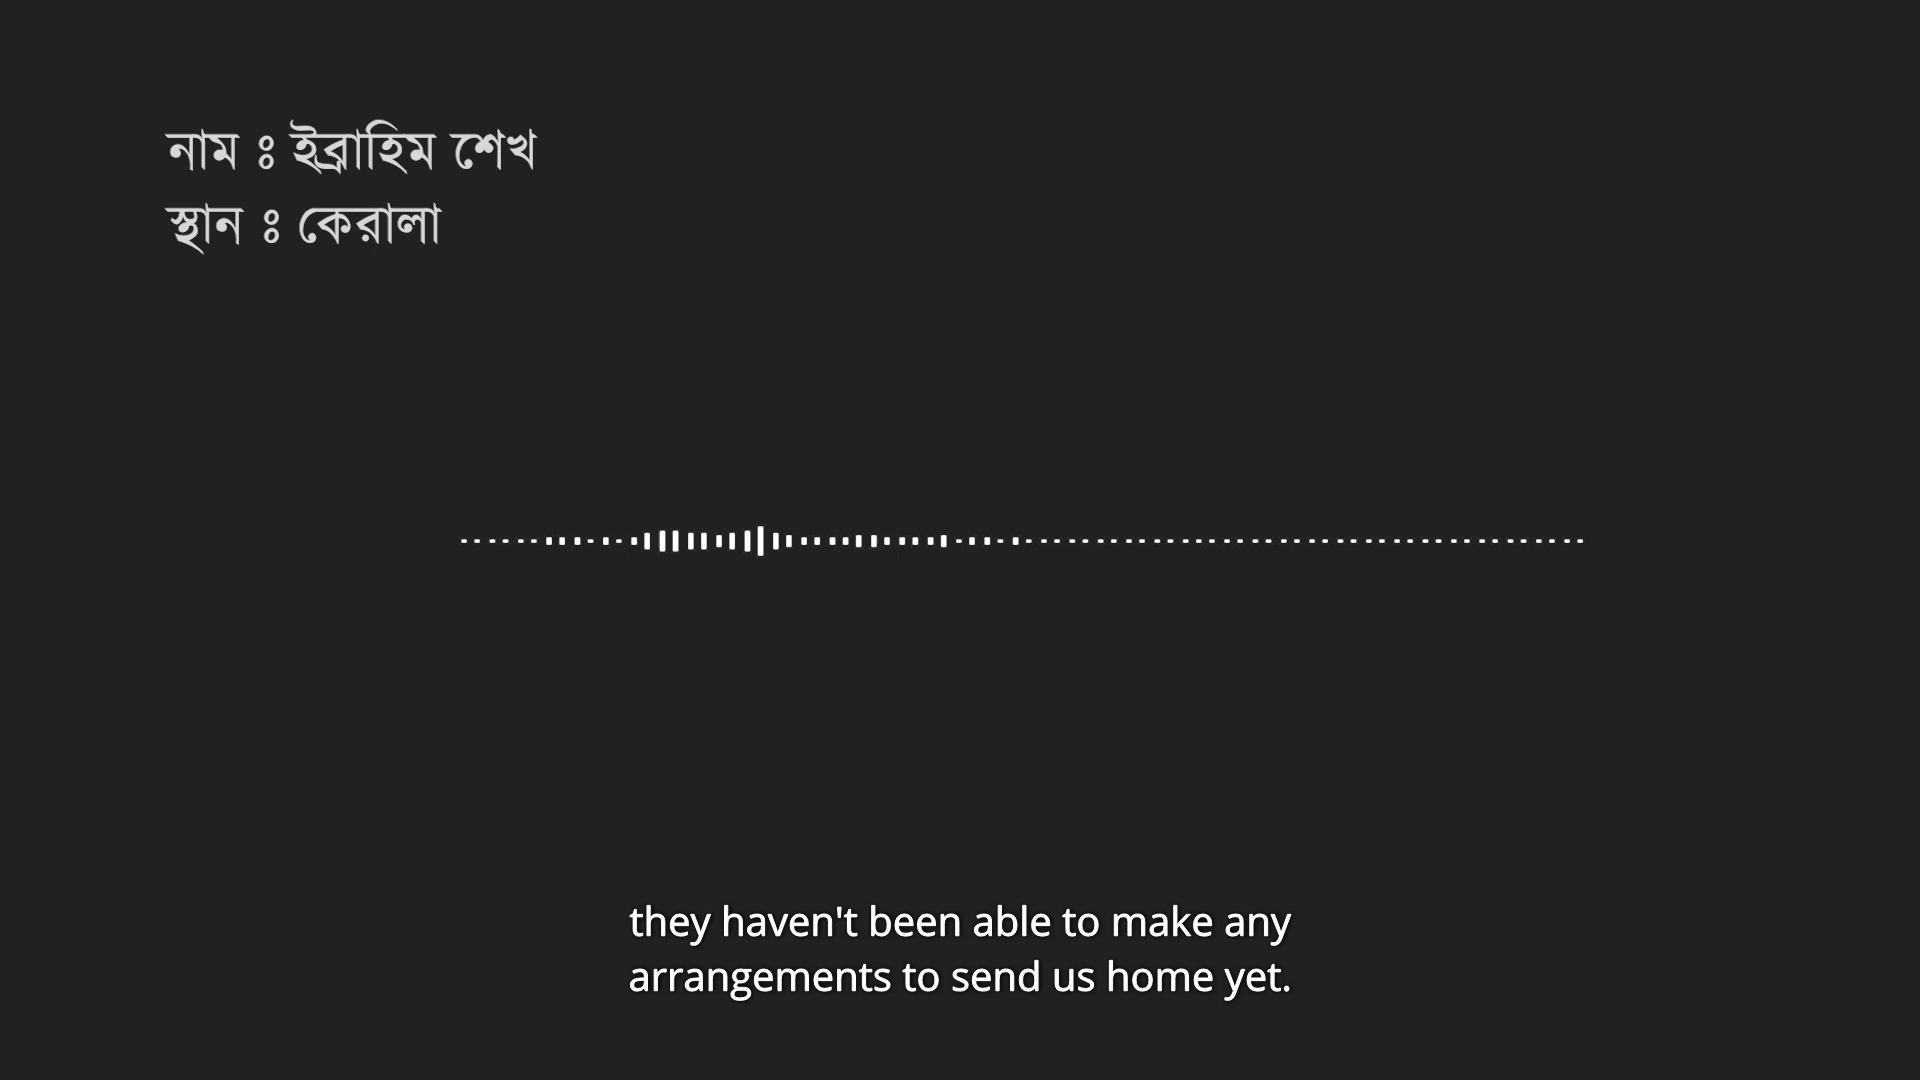 নাম ঃ ইব্রাহিম শেখ
স্থান ঃ কেরালা
they haven't been able to make any
arrangements to send us home yet.